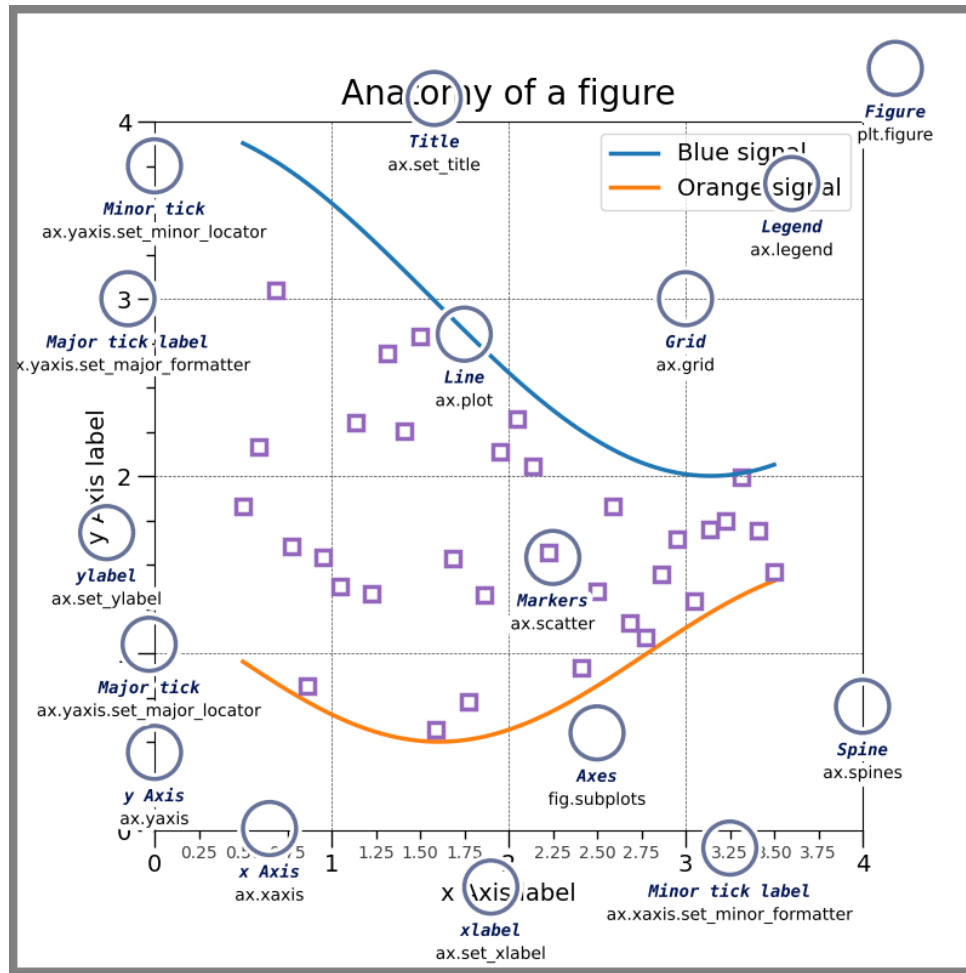 Anatomy of a figure
Figure
plt.figure
Title
ax.set_title
4
Blue signal
Orange signal
Legend
ax.legend
Minor tick
ax.yaxis.set_minor_locator
3
Major tick label
x.yaxis.set_major_formatter
Grid
ax.grid
Line
ax.plot
y Axis label
2
ylabel
ax.set_ylabel
Markers
ax.scatter
Major tick
ax.yaxis.set_major_locator
Spine
ax.spines
Axes
fig.subplots
y Axis
ax.yaxis
0
0 0.25 1 1.25 1.50 1.75 2 2.25 2.50 2.75 3 3.25 3.50 3.75 4
x Axis
ax.xaxis
Minor tick label
ax.xaxis.set_minor_formatter
x Axis label
xlabel
ax.set_xlabel